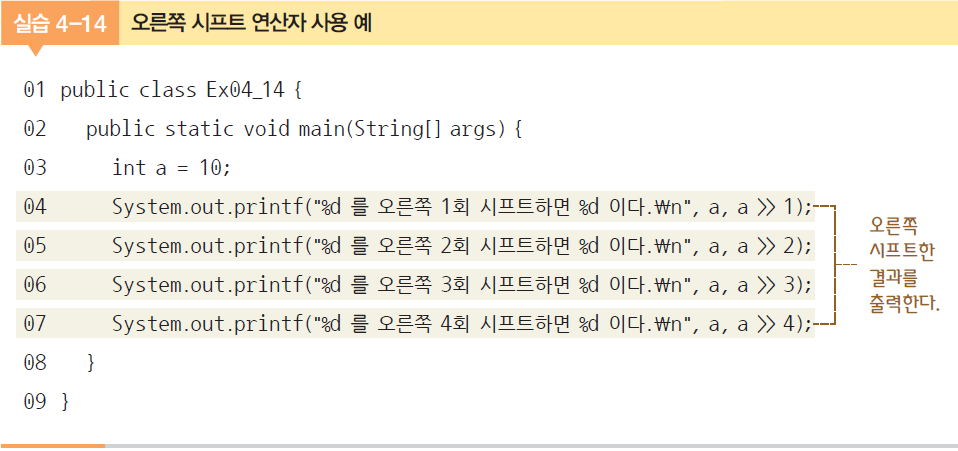 실습 4-14 오른쪽 시프트 연산자 사용 예
01 public class Ex04_14 {
02 public static void main(String[] args) {
03 int a = 10;
04 System.out.printf("%d 를 오른쪽 1회 시프트하면 %d 이다.₩n", a, a >> 1);
05 System.out.printf("%d 를 오른쪽 2회 시프트하면 %d 이다.₩n", a, a >> 2);
06 System.out.printf("%d 를 오른쪽 3회 시프트하면 %d 이다.₩n", a, a >> 3);
07 System.out.printf("%d 를 오른쪽 4회 시프트하면 %d 이다.₩n", a, a >> 4);
08 }
09 }
오른쪽
시프트한
결과를
출력한다.